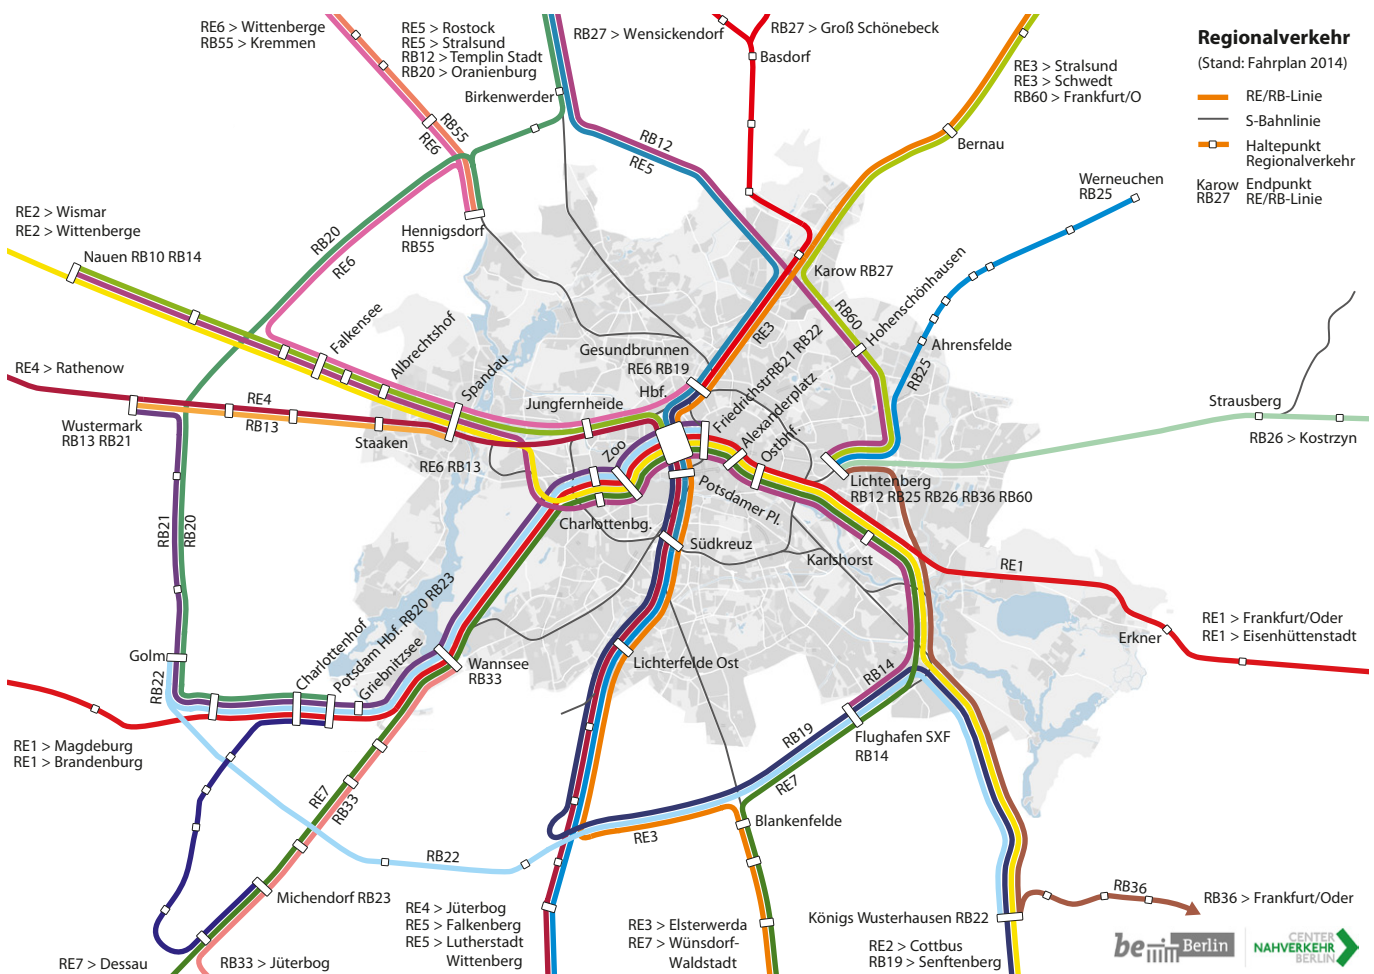 RE6 > Wittenberge
RB55 > Kremmen
RE5 > Rostock
RE5 > Stralsund
RB12 > Templin Stadt
RB20 > Oranienburg
Birkenwerder
RB27 > Wensickendorf
RB27 > Groß Schönebeck
Basdorf
RE3 > Stralsund
RE3 > Schwedt
RB60 > Frankfurt/O
Bernau
Regionalverkehr
(Stand: Fahrplan 2014)
RE/RB-Linie
S-Bahnlinie
Haltepunkt
Regionalverkehr
Karow
RB27
Endpunkt
RE/RB-Linie
RB55
RE6
RB12
RE5
Werneuchen
RB25
RE2 > Wismar
RE2 > Wittenberge
Nauen RB10 RB14
RB20
RE6
Hennigsdorf
RB55
Karow RB27
RB60
Hohenschönhausen
RE3
Ahrensfelde
RB25
Falkensee
Albrechtshof
Spandau
Gesundbrunnen
RE6 RB19
Hbf.
Friedrichstr.RB21 RB22
Alexanderplatz
Ostbhf.
Jungfernheide
Zoo
RE4 > Rathenow
RE4
RB13
Wustermark
RB13 RB21
Staaken
RE6 RB13
Strausberg
RB26 > Kostrzyn
Lichtenberg
RB12 RB25 RB26 RB36 RB60
Potsdamer Pl.
Charlottenbg.
Südkreuz
Karlshorst
RB21
RB20
RE1
RE1 > Frankfurt/Oder
RE1 > Eisenhüttenstadt
Erkner
Golm
RB22
Charlottenhof
Potsdam Hbf. RB20 RB23
Griebnitzsee
Wannsee
RB33
Lichterfelde Ost
RB14
Flughafen SXF
RB14
RB19
RE7
RE1 > Magdeburg
RE1 > Brandenburg
RE7
RB33
RB22
RE3
Blankenfelde
Michendorf RB23
RE7 > Dessau
RB33 > Jüterbog
RE4 > Jüterbog
RE5 > Falkenberg
RE5 > Lutherstadt
Wittenberg
RE3 > Elsterwerda
RE7 > Wünsdorf-
Waldstadt
Königs Wusterhausen RB22
RE2 > Cottbus
RB19 > Senftenberg
RB36
RB36 > Frankfurt/Oder
be Berlin
CENTER
NAHVERKEHR
BERLIN